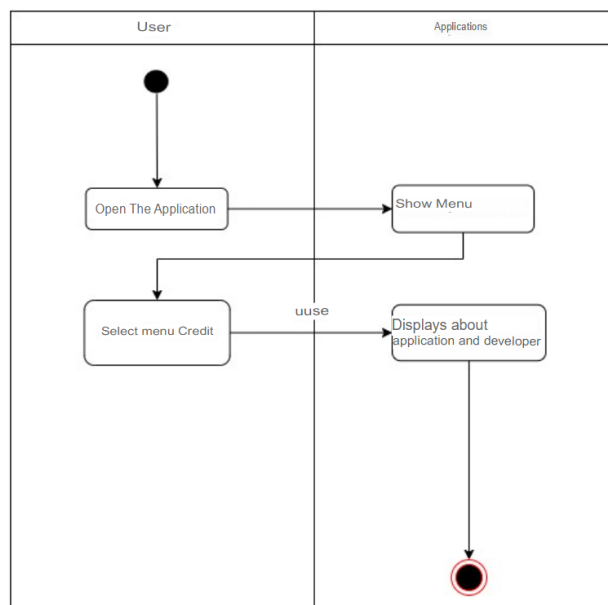 User
Applications
Open The Application
Show Menu
Select menu Credit
uuse
Displays about
application and developer